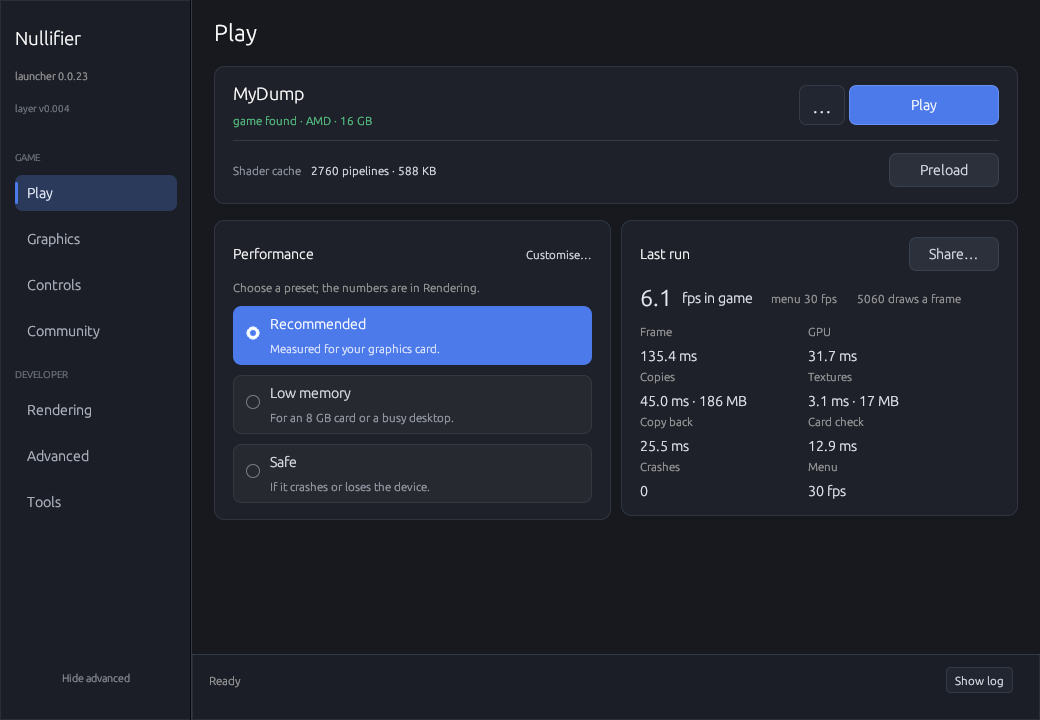 Nullifier
launcher 0.0.23
layer v0.004
GAME
Play
Graphics
Controls
Community
DEVELOPER
Rendering
Advanced
Tools
Hide advanced
Play
MyDump
game found · AMD · 16 GB
...
Play
Shader cache 2760 pipelines · 588 KB
Preload
Performance
Customise...
Choose a preset; the numbers are in Rendering.
Recommended
Measured for your graphics card.
Low memory
For an 8 GB card or a busy desktop.
Safe
If it crashes or loses the device.
Last run
Share...
6.1 fps in game menu 30 fps 5060 draws a frame
Frame GPU
135.4 ms 31.7 ms
Copies Textures
45.0 ms · 186 MB 3.1 ms · 17 MB
Copy back Card check
25.5 ms 12.9 ms
Crashes Menu
0 30 fps
Ready
Show log